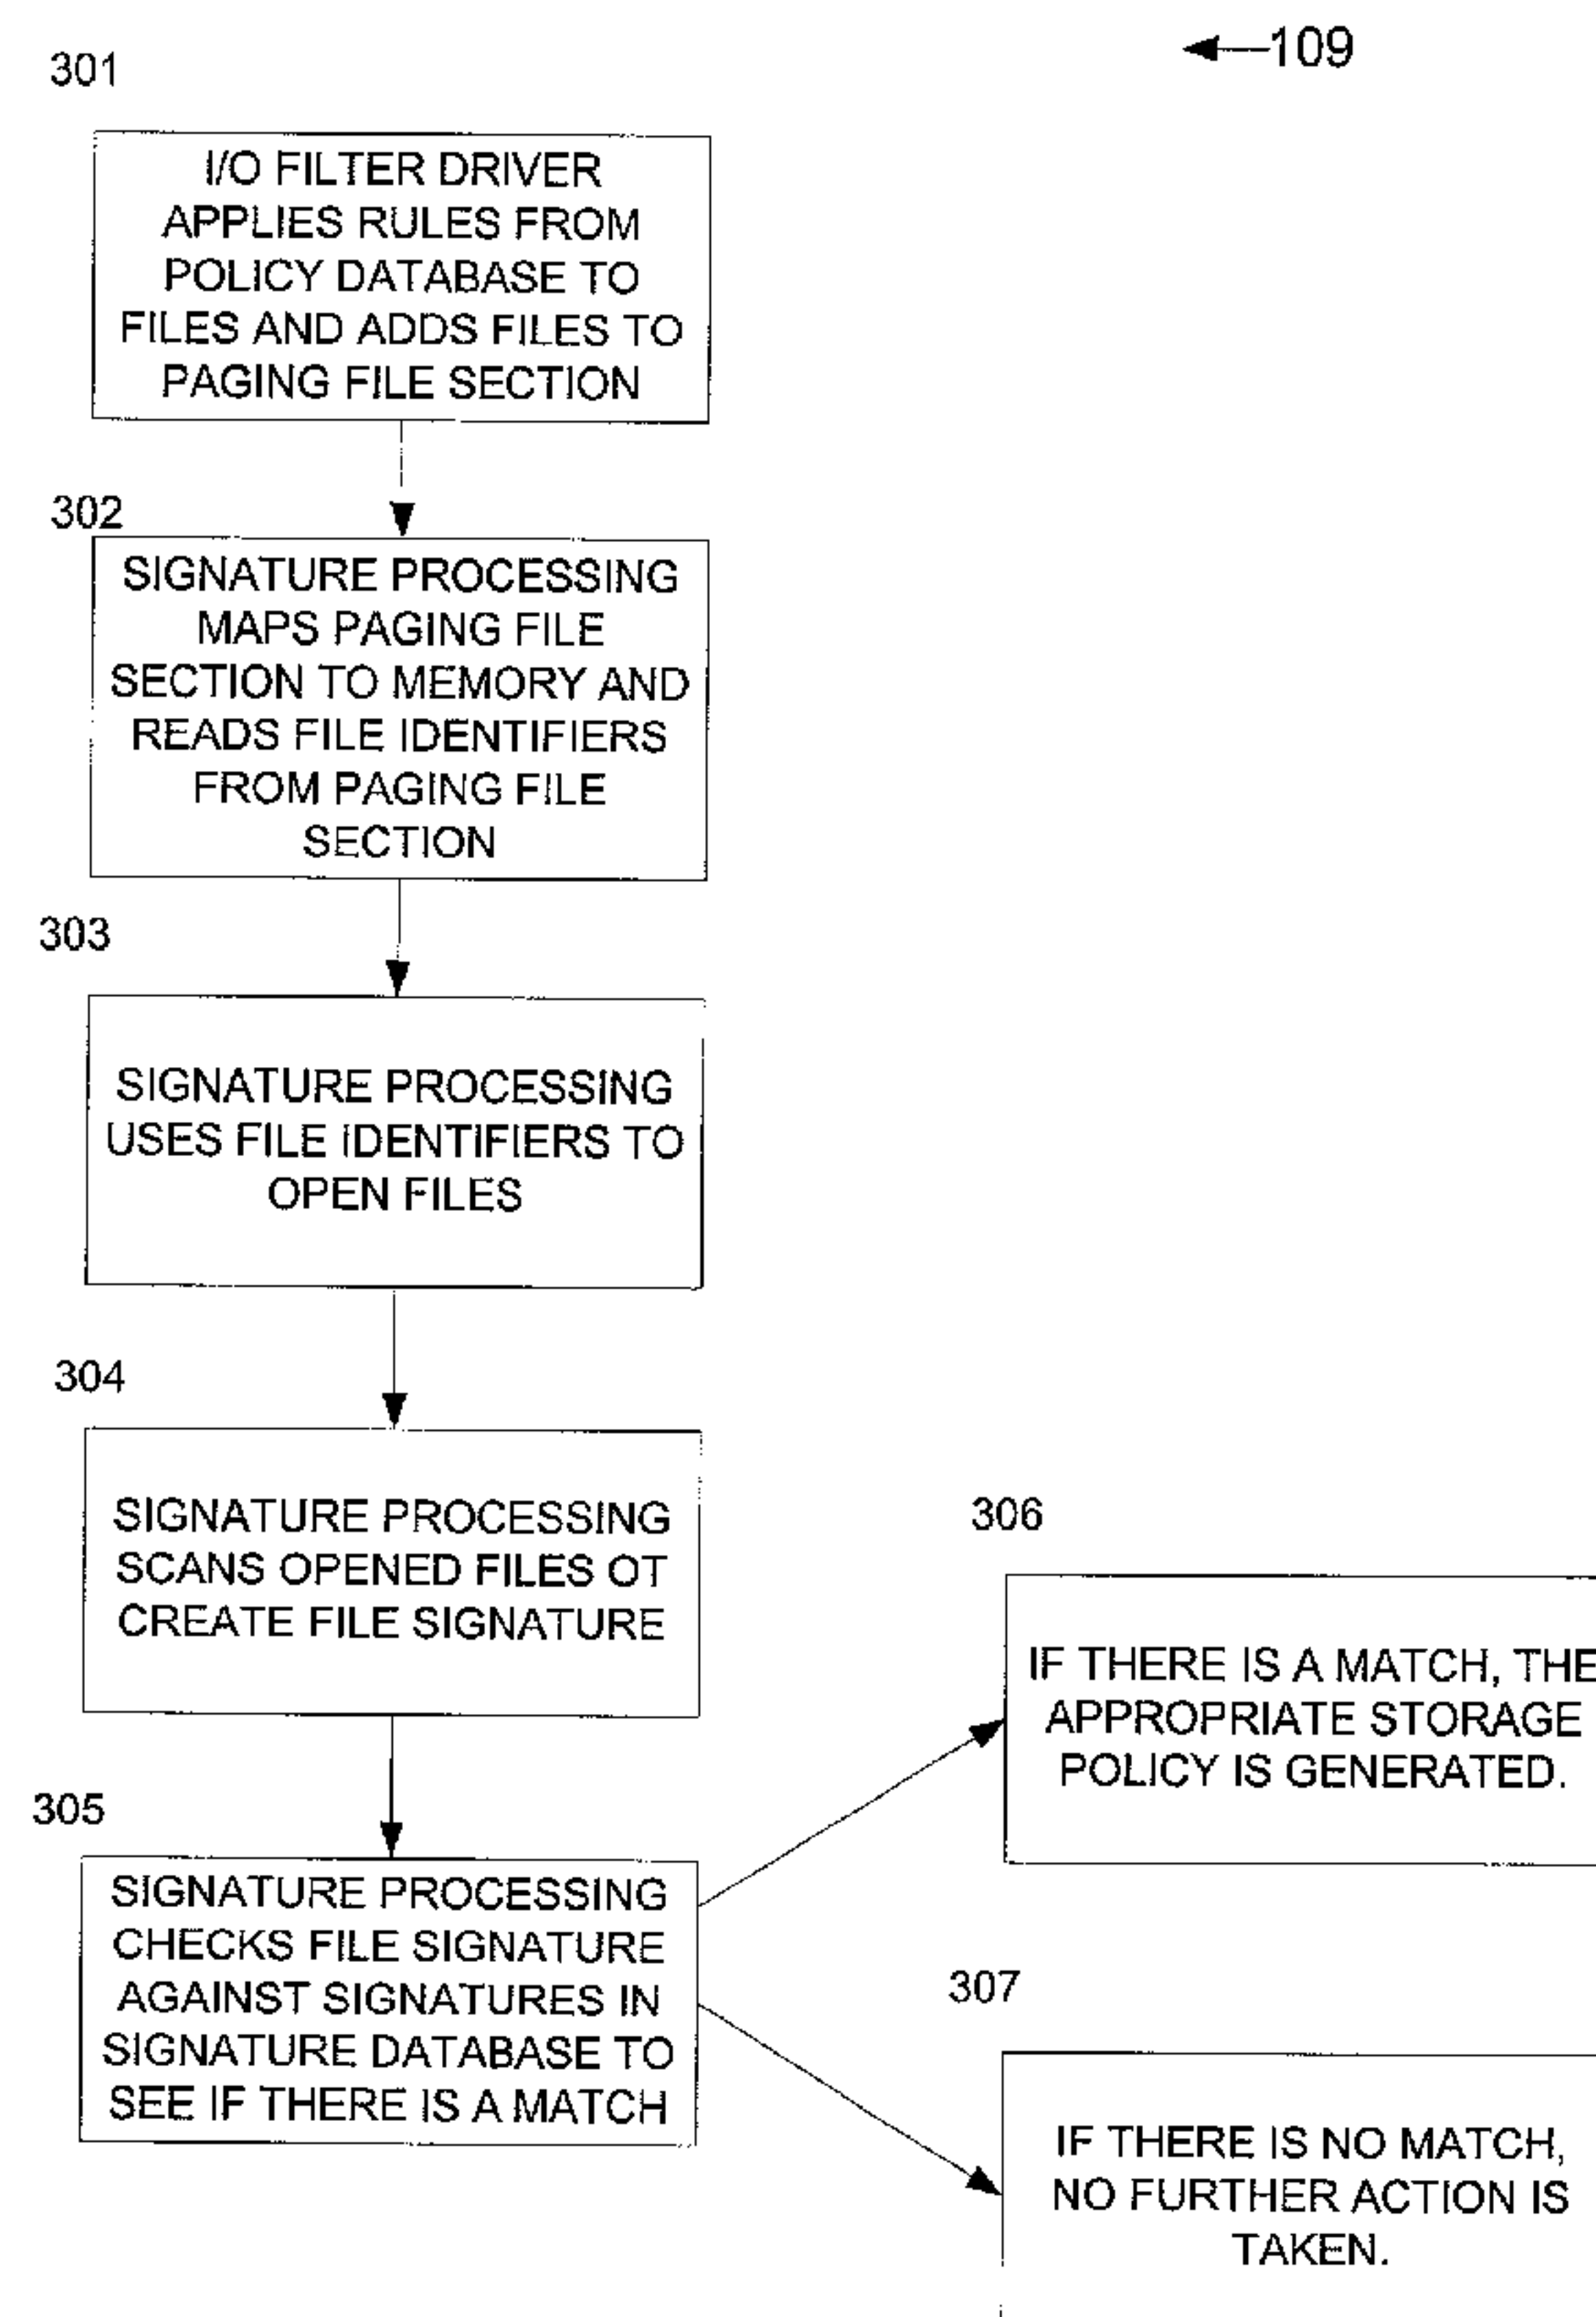 109
301
I/O FILTER DRIVER
APPLIES RULES FROM
POLICY DATABASE TO
FILES AND ADDS FILES TO
PAGING FILE SECTION
302
SIGNATURE PROCESSING
MAPS PAGING FILE
SECTION TO MEMORY AND
READS FILE IDENTIFIERS
FROM PAGING FILE
SECTION
303
SIGNATURE PROCESSING
USES FILE IDENTIFIERS TO
OPEN FILES
304
SIGNATURE PROCESSING
SCANS OPENED FILES OT
CREATE FILE SIGNATURE
305
SIGNATURE PROCESSING
CHECKS FILE SIGNATURE
AGAINST SIGNATURES IN
SIGNATURE DATABASE TO
SEE IF THERE IS A MATCH
306
IF THERE IS A MATCH, THE
APPROPRIATE STORAGE
POLICY IS GENERATED.
307
IF THERE IS NO MATCH,
NO FURTHER ACTION IS
TAKEN.